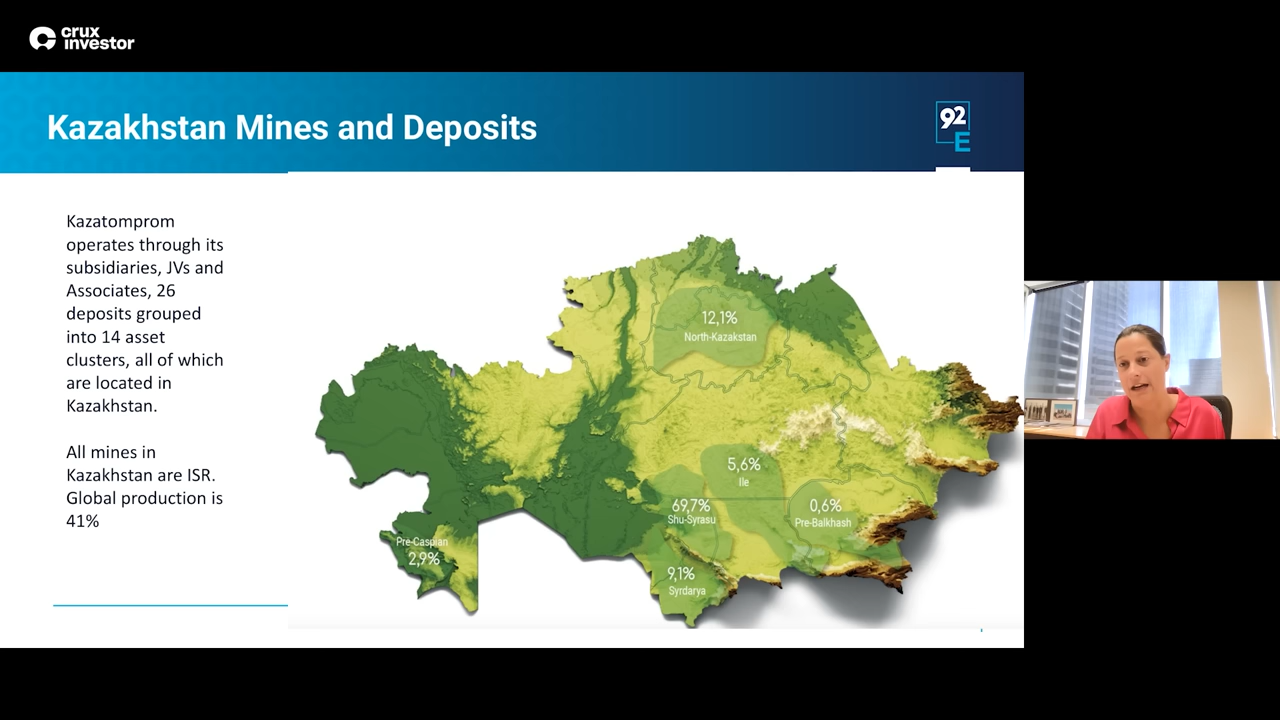 crux
investor
Kazakhstan Mines and Deposits
92
E
Kazatomprom
operates through its
subsidiaries, JVs and
Associates, 26
deposits grouped
into 14 asset
clusters, all of which
are located in
Kazakhstan.
All mines in
Kazakhstan are ISR.
Global production is
41%
12,1%
North-Kazakstan
5,6%
Ile
69,7%
Shu-Syrasu
0,6%
Pre-Balkhash
Pre-Caspian
2,9%
9,1%
Syrdarya